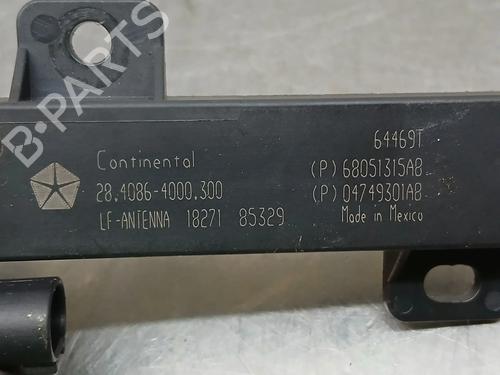 B-PARTS
Continental
28.4086-4000.300
LF-ANTENNA 18271 85329
64469T
(P) 68051315AB
(P) 04749301AB
Made in Mexico